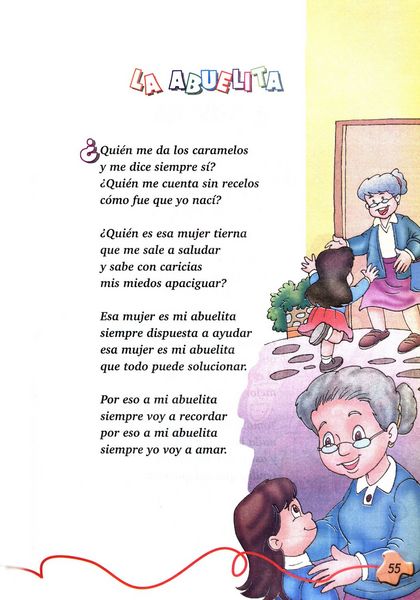 LA ABUELITA
¿Quién me da los caramelos
y me dice siempre sí?
¿Quién me cuenta sin recelos
cómo fue que yo nací?
¿Quién es esa mujer tierna
que me sale a saludar
y sabe con caricias
mis miedos apaciguar?
Esa mujer es mi abuelita
siempre dispuesta a ayudar
esa mujer es mi abuelita
que todo puede solucionar.
Por eso a mi abuelita
siempre voy a recordar
por eso a mi abuelita
siempre yo voy a amar.
55